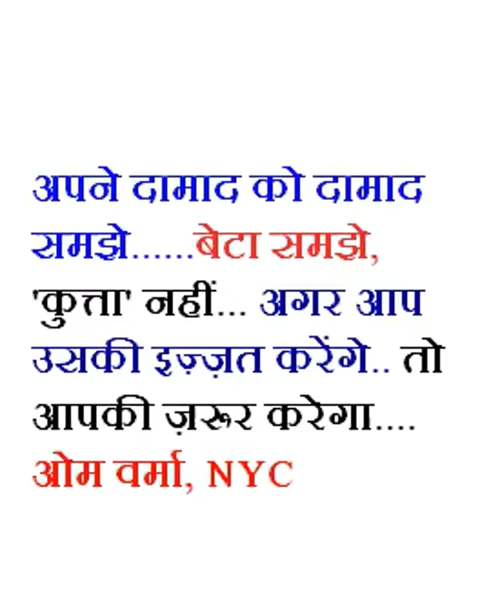 अपने दामाद को दामाद
समझे......बेटा समझे,
'कुत्ता' नहीं... अगर आप
उसकी इज़्ज़त करेंगे.. तो
आपकी ज़रूर करेगा....
ओम वर्मा, NYC